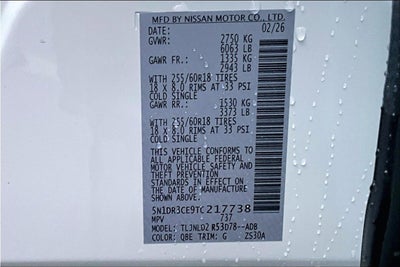 MFD BY NISSAN MOTOR CO., LTD.
DATE: 02/26
GVWR: 2750 KG
6063 LB
GAWR FR.: 1335 KG
2943 LB
WITH 255/60R18 TIRES
18 x 8.0 RIMS AT 33 PSI
COLD SINGLE
GAWR RR.: 1530 KG
3373 LB
WITH 255/60R18 TIRES
18 x 8.0 RIMS AT 33 PSI
COLD SINGLE
THIS VEHICLE CONFORMS TO
ALL APPLICABLE FEDERAL
MOTOR VEHICLE SAFETY
AND THEFT PREVENTION
STANDARDS IN EFFECT ON
THE DATE OF MANUFACTURE
SHOWN ABOVE
5N1DR3CE9TC217738
MPV 737
TLJNLD2 R53D78--ADB
COLOR: QBE TRIM: G ZS30A